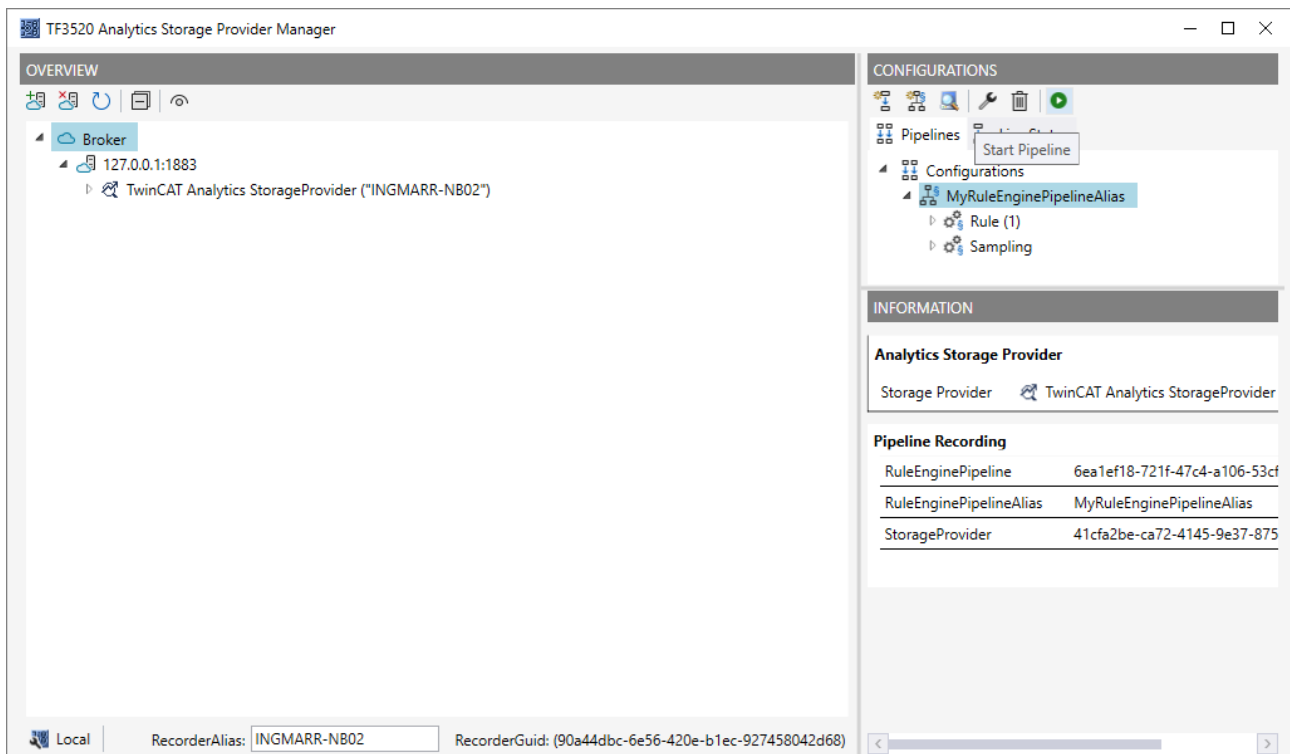 TF3520 Analytics Storage Provider Manager
OVERVIEW
Broker
127.0.0.1:1883
TwinCAT Analytics StorageProvider ("INGMARR-NB02")
Local
RecorderAlias: INGMARR-NB02
RecorderGuid: (90a44dbc-6e56-420e-b1ec-927458042d68)
CONFIGURATIONS
Pipelines
Start Pipeline
Configurations
MyRuleEnginePipelineAlias
Rule (1)
Sampling
INFORMATION
Analytics Storage Provider
Storage Provider TwinCAT Analytics StorageProvider
Pipeline Recording
RuleEnginePipeline 6ea1ef18-721f-47c4-a106-53cf
RuleEnginePipelineAlias MyRuleEnginePipelineAlias
StorageProvider 41cfa2be-ca72-4145-9e37-875